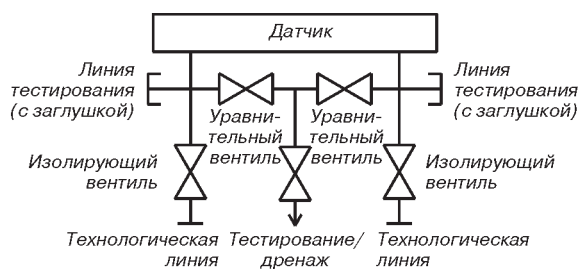 Датчик
Линия
тестирования
(с заглушкой)
Линия
тестирования
(с заглушкой)
Уравни-
тельный
вентиль
Уравни-
тельный
вентиль
Изолирующий
вентиль
Изолирующий
вентиль
Технологическая
линия
Тестирование/
дренаж
Технологическая
линия